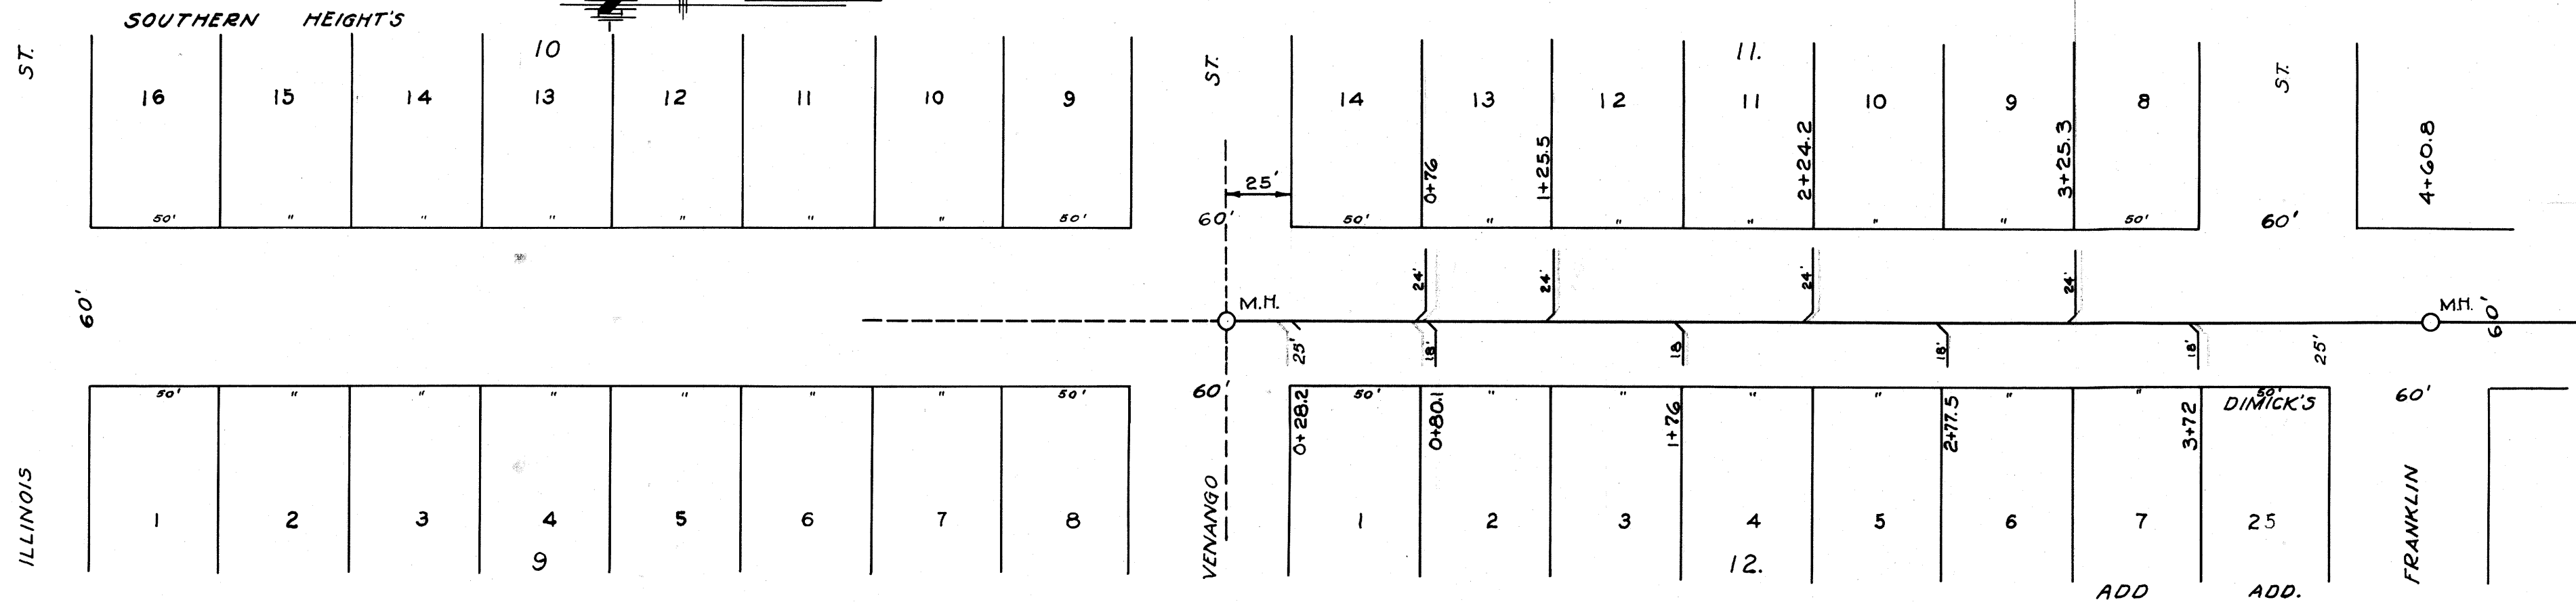 SOUTHERN HEIGHT'S
ST. ST. ST.
10 11.
16 15 14 13 12 11 10 9 14 13 12 11 10 9 8
0+76 1+25.5 2+24.2 3+25.3 4+60.8
25'
50' " " " " " " 50' 60' 50' " " " " " 50' 60'
24' 24' 24' 24'
60' M.H. M.H. 60'
25' 18' 18 18' 18' 25'
50' " " " " " " 50' 60' 50' " " " " " 50' 60'
DIMICK'S
0+28.2 0+80.1 1+76 2+77.5 3+72
ILLINOIS VENANGO FRANKLIN
1 2 3 4 5 6 7 8 1 2 3 4 5 6 7 25
9 12.
ADD ADD.